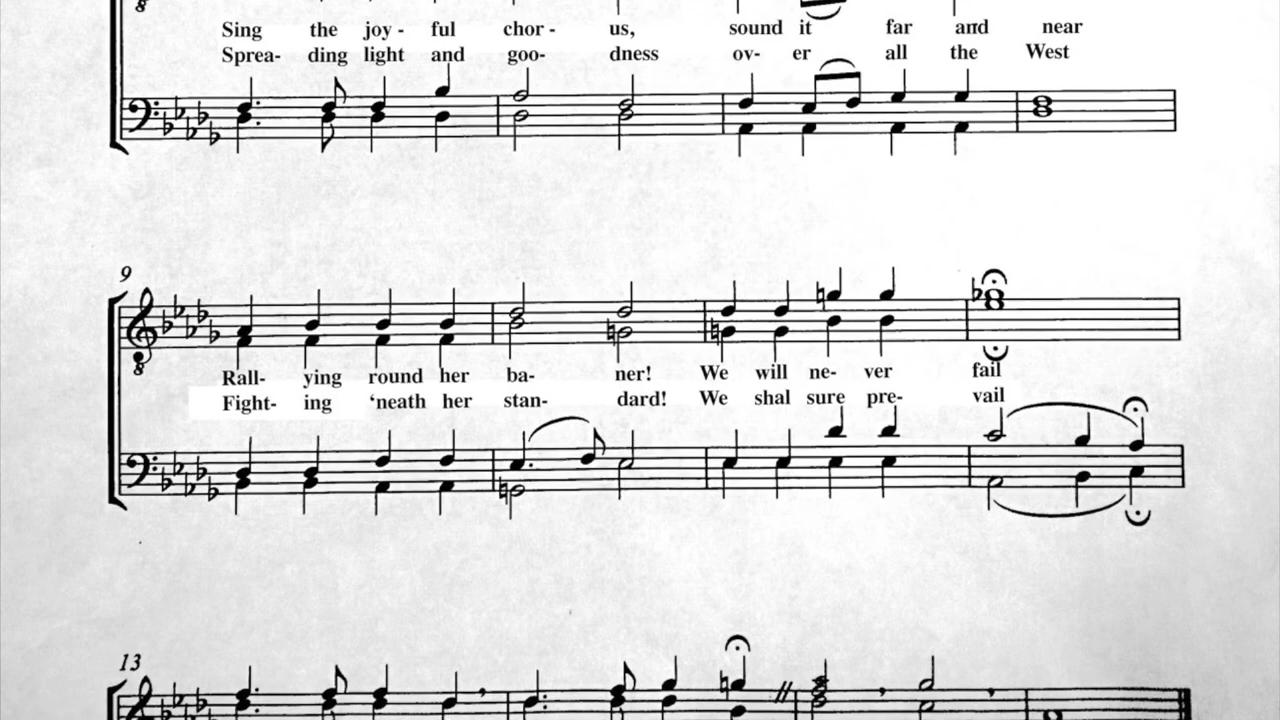 8
Sing the joy - ful chor - us, sound it far and near
Sprea- ding light and goo- dness ov- er all the West
9
8
Rall- ying round her ba- ner! We will ne- ver fail
Fight- ing ‘neath her stan- dard! We shal sure pre- vail
13